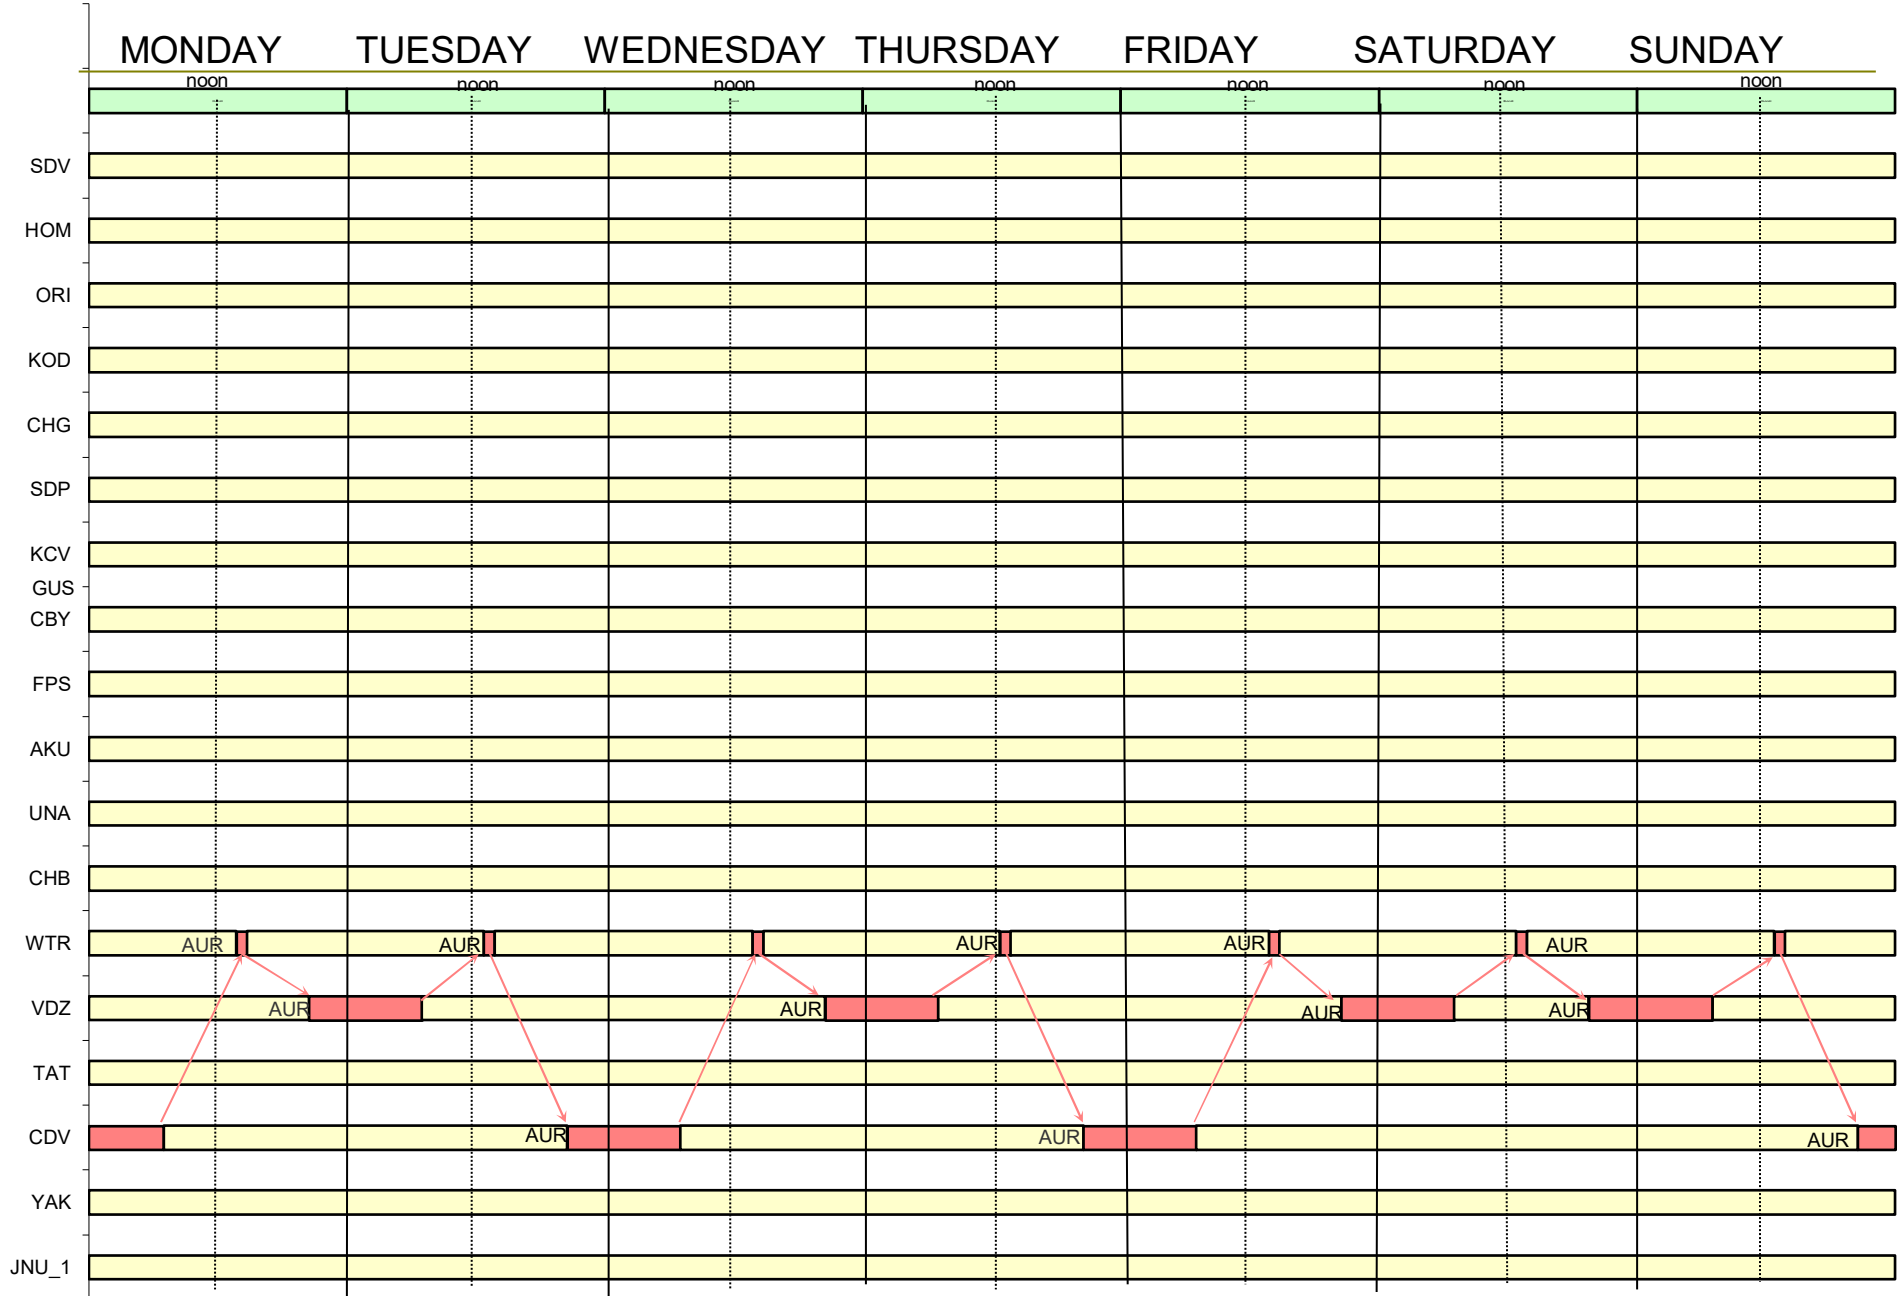 MONDAY TUESDAY WEDNESDAY THURSDAY FRIDAY SATURDAY SUNDAY
noon noon noon noon noon noon noon
SDV
HOM
ORI
KOD
CHG
SDP
KCV
GUS
CBY
FPS
AKU
UNA
CHB
WTR AUR AUR AUR AUR AUR
VDZ AUR AUR AUR AUR
TAT
CDV AUR AUR AUR
YAK
JNU_1